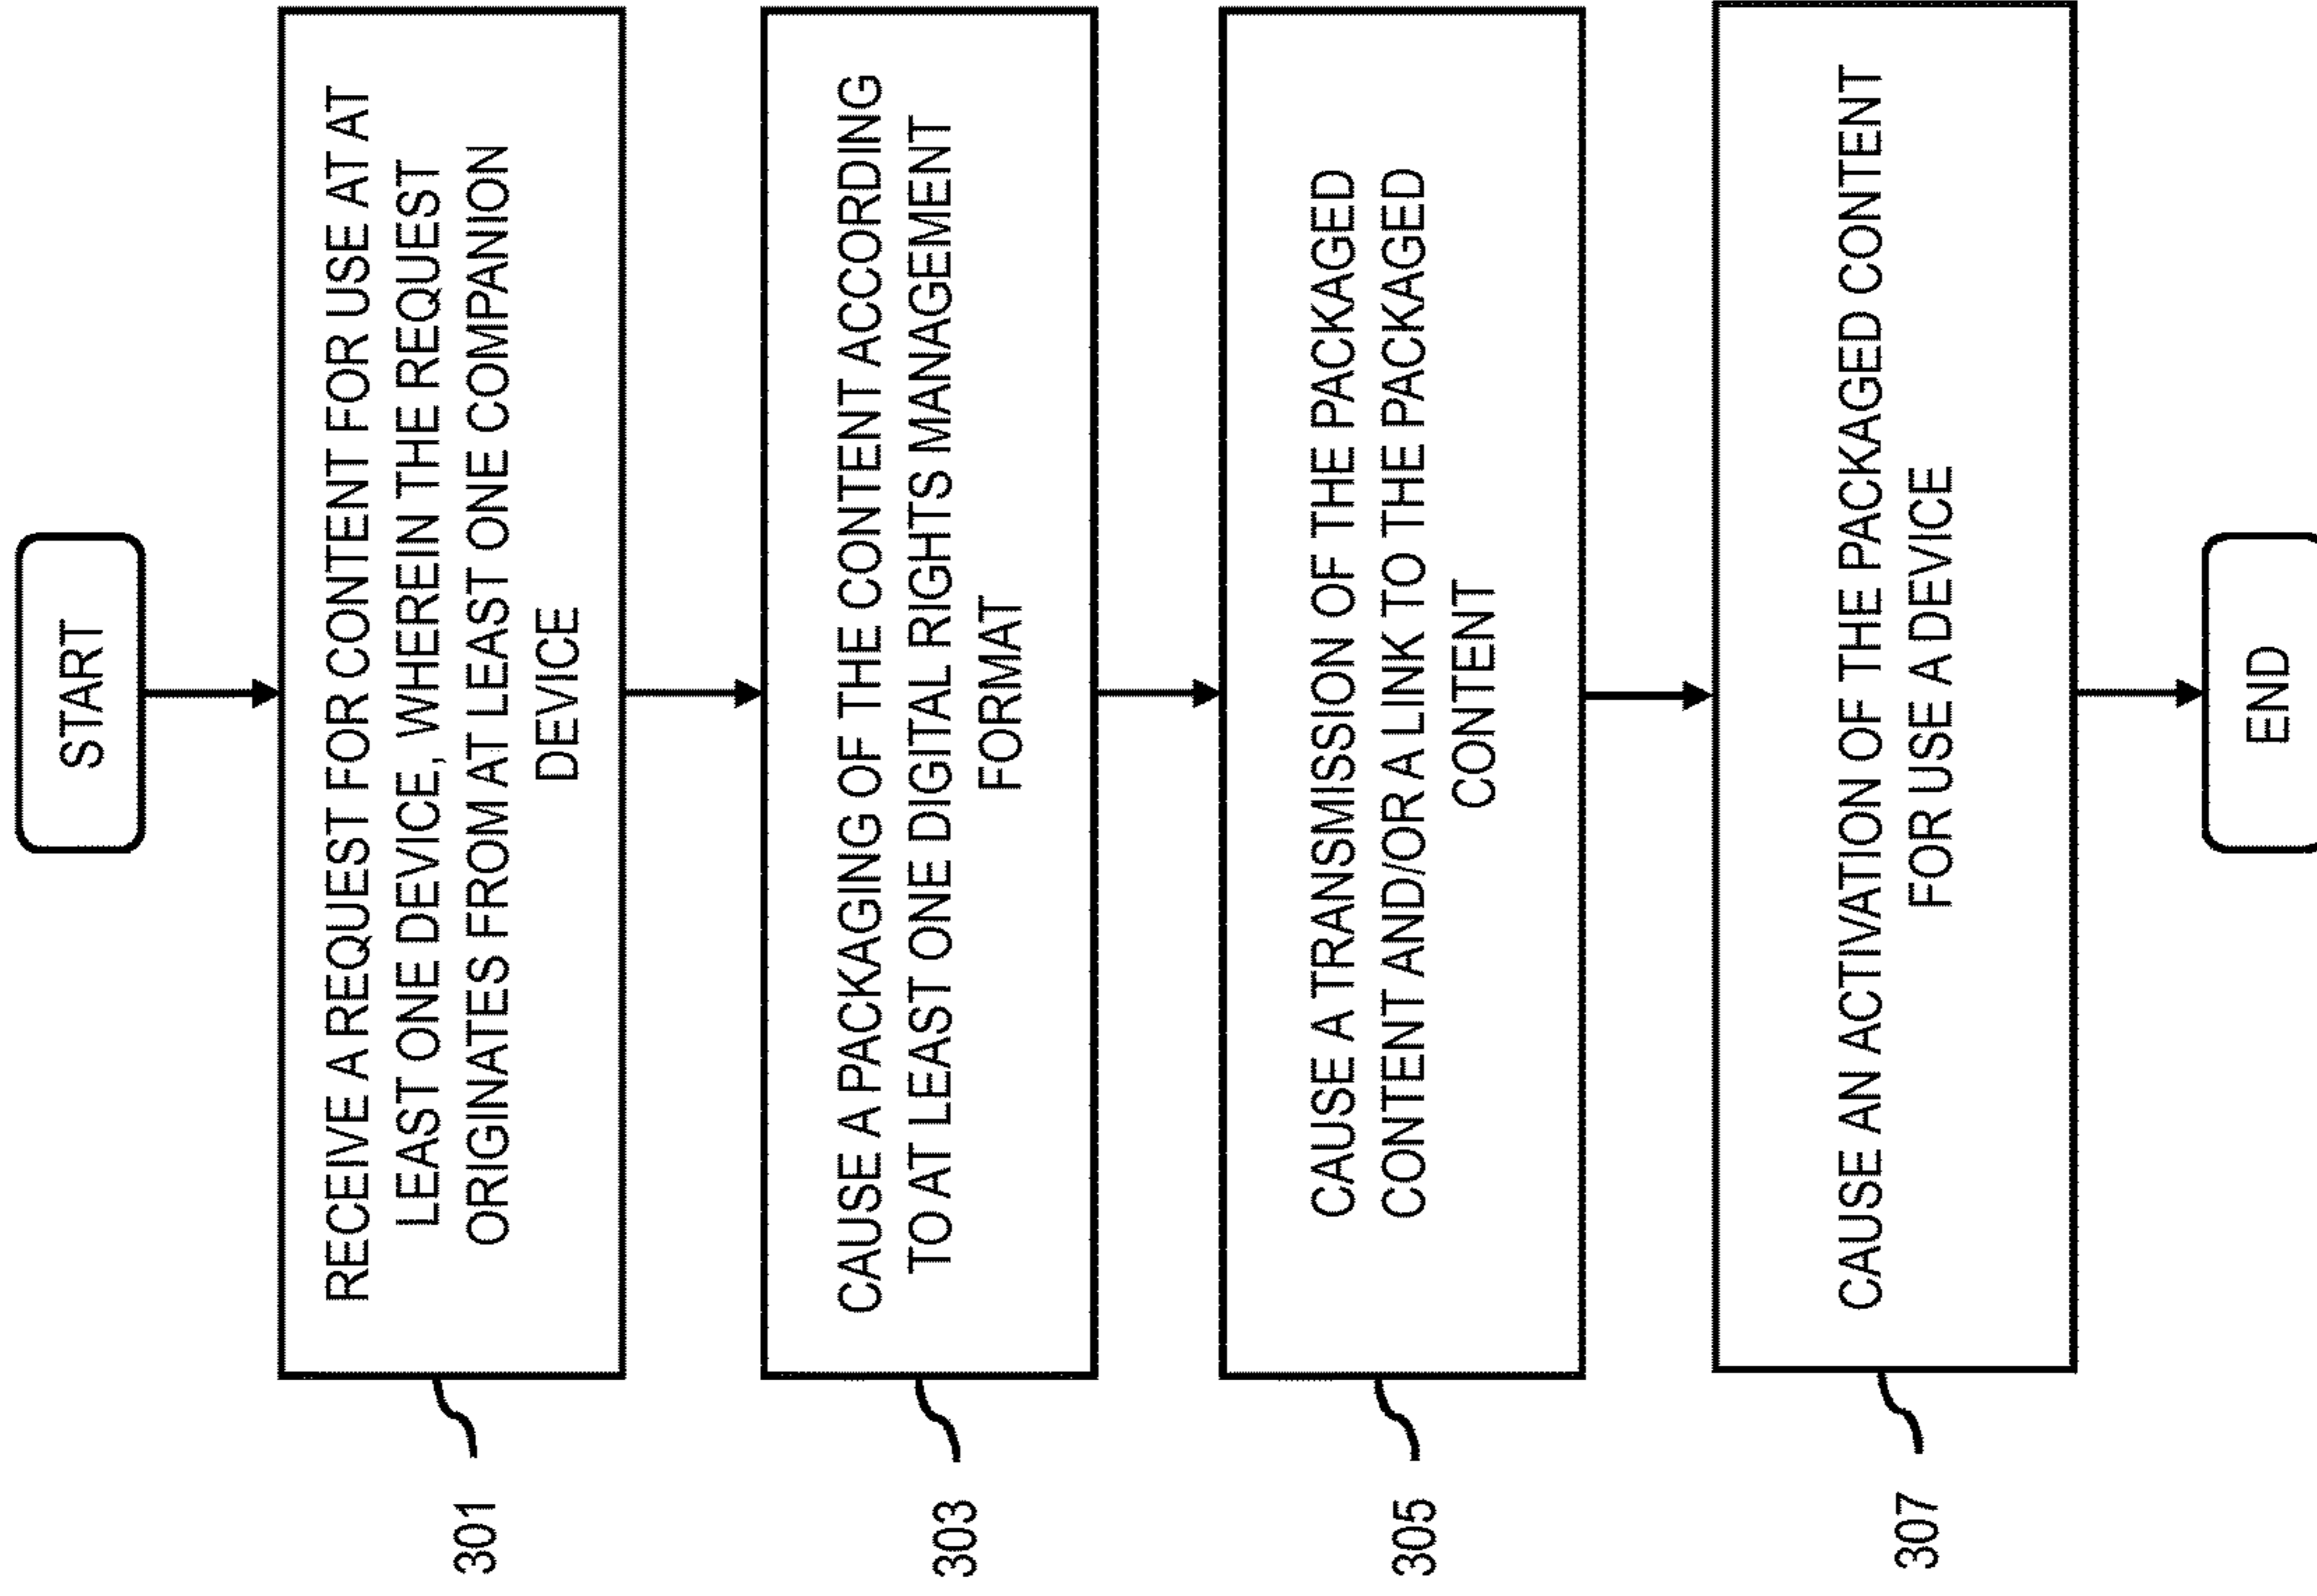 START
RECEIVE A REQUEST FOR CONTENT FOR USE AT AT
LEAST ONE DEVICE, WHEREIN THE REQUEST
ORIGINATES FROM AT LEAST ONE COMPANION
DEVICE
301
CAUSE A PACKAGING OF THE CONTENT ACCORDING
TO AT LEAST ONE DIGITAL RIGHTS MANAGEMENT
FORMAT
303
CAUSE A TRANSMISSION OF THE PACKAGED
CONTENT AND/OR A LINK TO THE PACKAGED
CONTENT
305
CAUSE AN ACTIVATION OF THE PACKAGED CONTENT
FOR USE A DEVICE
307
END